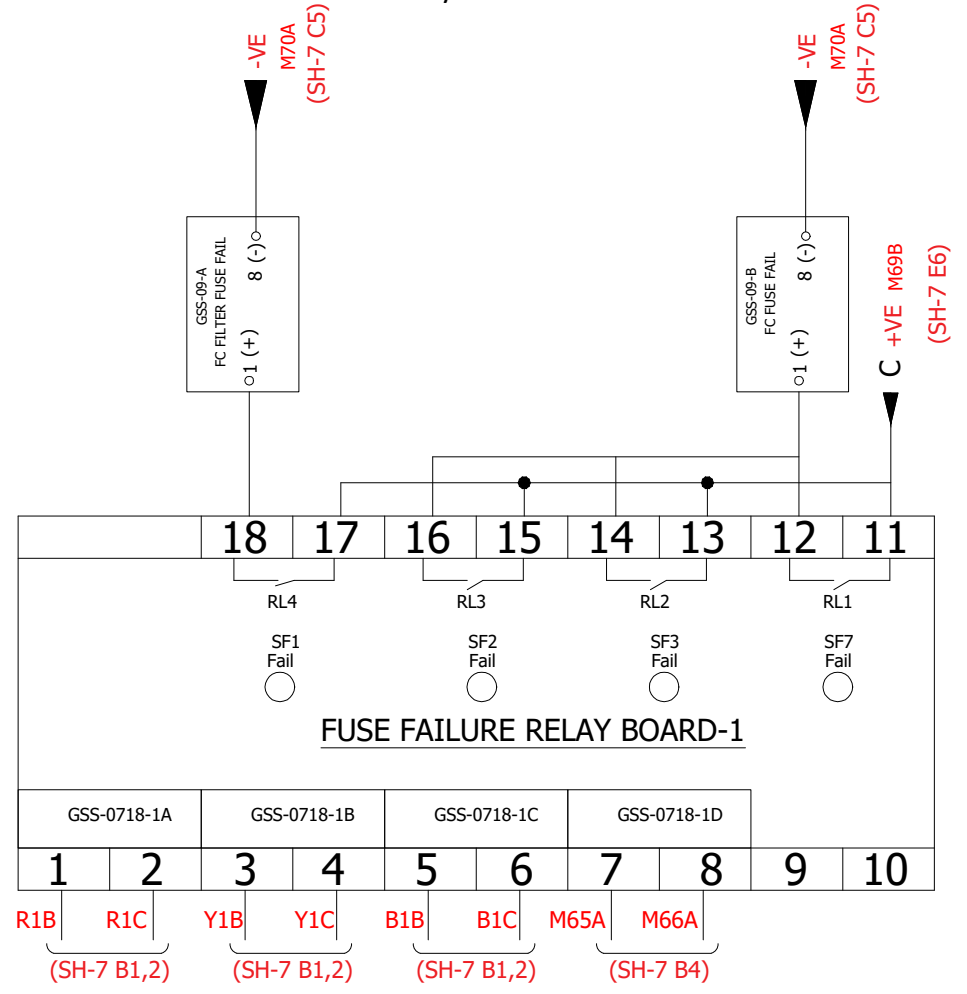 -VE
M70A
(SH-7 C5)
-VE
M70A
(SH-7 C5)
GSS-09-A
FC FILTER FUSE FAIL
8 (-)
1 (+)
GSS-09-B
FC FUSE FAIL
8 (-)
1 (+)
C +VE M69B
(SH-7 E6)
18 17 16 15 14 13 12 11
RL4 RL3 RL2 RL1
SF1 SF2 SF3 SF7
Fail Fail Fail Fail
FUSE FAILURE RELAY BOARD-1
GSS-0718-1A GSS-0718-1B GSS-0718-1C GSS-0718-1D
1 2 3 4 5 6 7 8 9 10
R1B R1C Y1B Y1C B1B B1C M65A M66A
(SH-7 B1,2) (SH-7 B1,2) (SH-7 B1,2) (SH-7 B4)